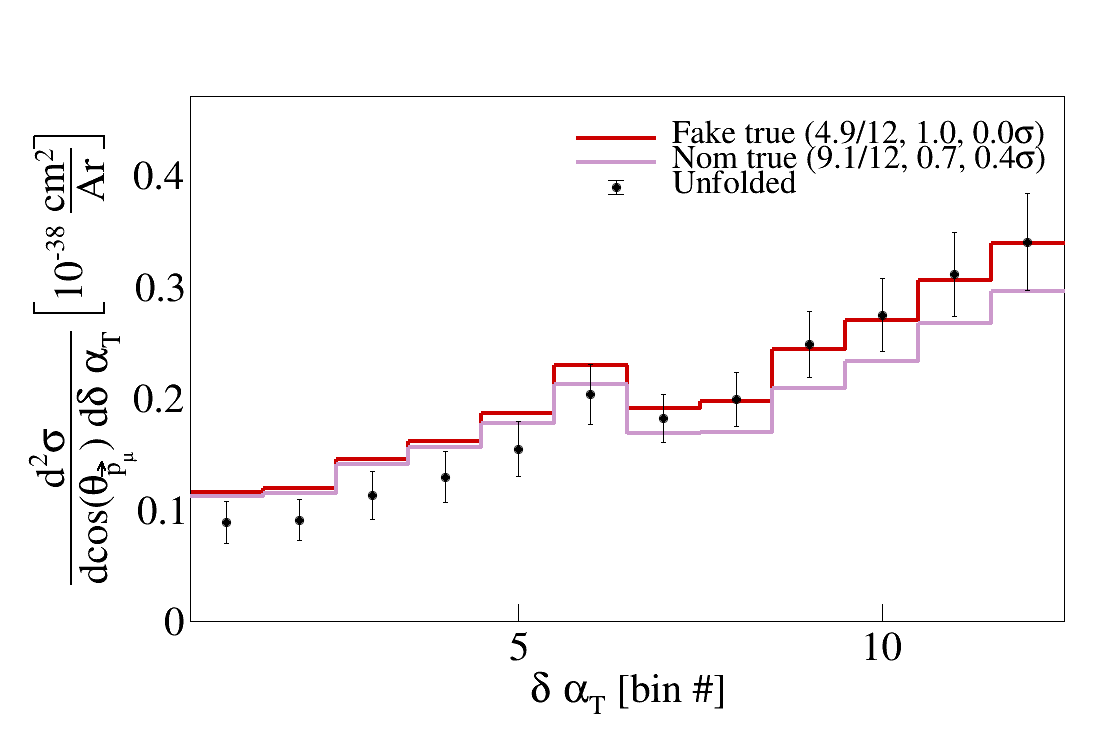 Fake true (4.9/12, 1.0, 0.0σ)
Nom true (9.1/12, 0.7, 0.4σ)
Unfolded
d²σ / dcos(θ_p⃗_μ) dδ α_T [10⁻³⁸ cm²/Ar]
0.4
0.3
0.2
0.1
0
5 10
δ α_T [bin #]